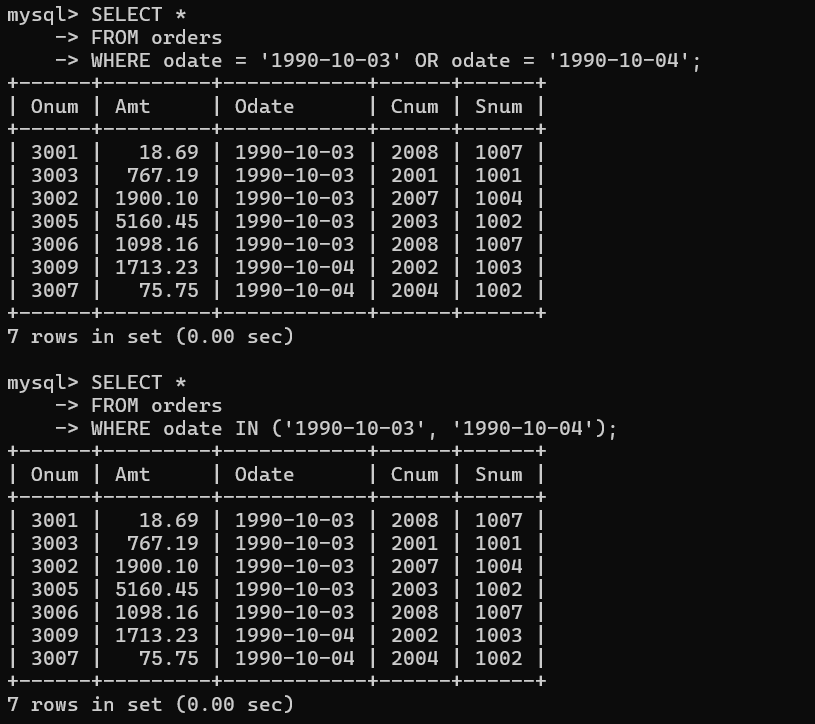 mysql> SELECT *
    -> FROM orders
    -> WHERE odate = '1990-10-03' OR odate = '1990-10-04';
+------+---------+------------+------+------+
| Onum | Amt     | Odate      | Cnum | Snum |
+------+---------+------------+------+------+
| 3001 |   18.69 | 1990-10-03 | 2008 | 1007 |
| 3003 |  767.19 | 1990-10-03 | 2001 | 1001 |
| 3002 | 1900.10 | 1990-10-03 | 2007 | 1004 |
| 3005 | 5160.45 | 1990-10-03 | 2003 | 1002 |
| 3006 | 1098.16 | 1990-10-03 | 2008 | 1007 |
| 3009 | 1713.23 | 1990-10-04 | 2002 | 1003 |
| 3007 |   75.75 | 1990-10-04 | 2004 | 1002 |
+------+---------+------------+------+------+
7 rows in set (0.00 sec)

mysql> SELECT *
    -> FROM orders
    -> WHERE odate IN ('1990-10-03', '1990-10-04');
+------+---------+------------+------+------+
| Onum | Amt     | Odate      | Cnum | Snum |
+------+---------+------------+------+------+
| 3001 |   18.69 | 1990-10-03 | 2008 | 1007 |
| 3003 |  767.19 | 1990-10-03 | 2001 | 1001 |
| 3002 | 1900.10 | 1990-10-03 | 2007 | 1004 |
| 3005 | 5160.45 | 1990-10-03 | 2003 | 1002 |
| 3006 | 1098.16 | 1990-10-03 | 2008 | 1007 |
| 3009 | 1713.23 | 1990-10-04 | 2002 | 1003 |
| 3007 |   75.75 | 1990-10-04 | 2004 | 1002 |
+------+---------+------------+------+------+
7 rows in set (0.00 sec)